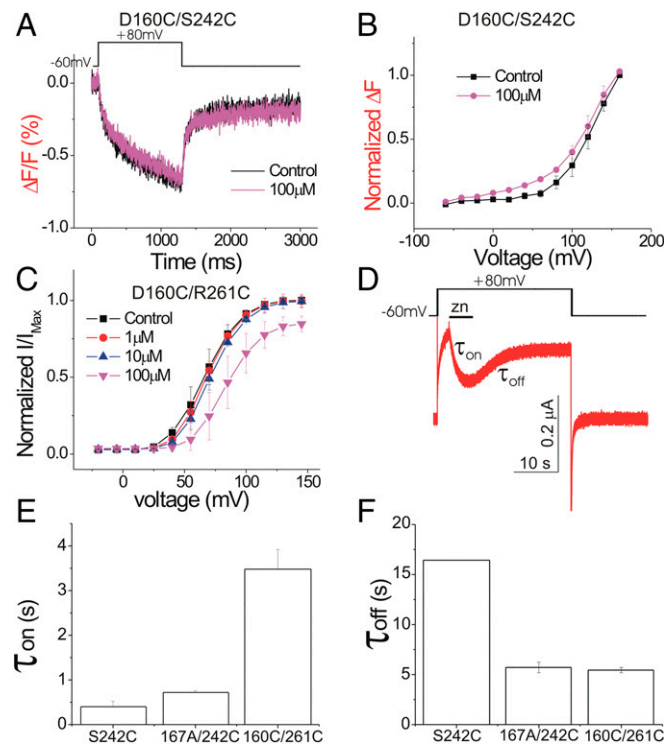 A
D160C/S242C
+80mV
-60mV
0.0
-0.5
-1.0
ΔF/F (%)
Control
100μM
0
1000
2000
3000
Time (ms)
B
D160C/S242C
Control
100μM
1.0
0.5
0.0
Normalized ΔF
-100
0
100
200
Voltage (mV)
C
D160C/R261C
Control
1μM
10μM
100μM
1.0
0.5
0.0
Normalized I/IMax
0
50
100
150
voltage (mV)
D
+80mV
-60mV
zn
τon
τoff
0.2 μA
10 s
E
4
3
2
1
0
τon (s)
S242C
167A/242C
160C/261C
F
20
15
10
5
0
τoff (s)
S242C
167A/242C
160C/261C